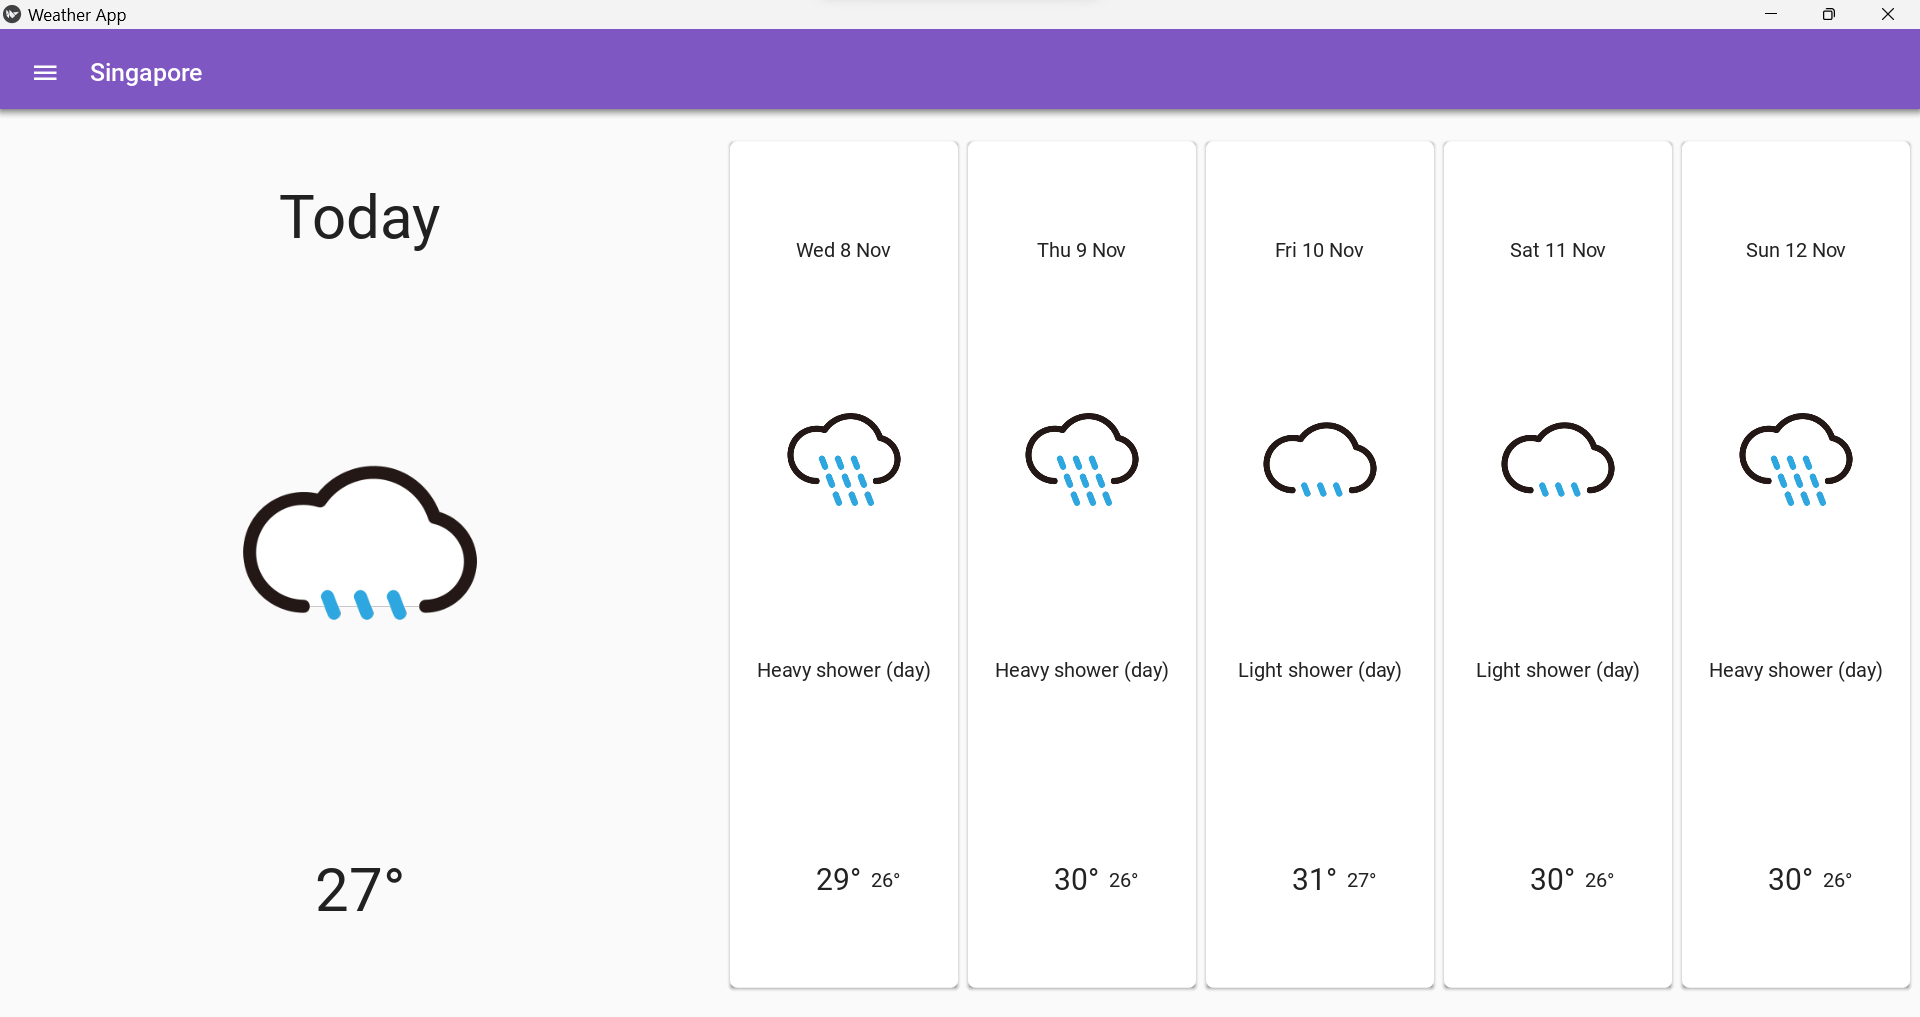 Weather App
Singapore
Today
27°
Wed 8 Nov
Heavy shower (day)
29° 26°
Thu 9 Nov
Heavy shower (day)
30° 26°
Fri 10 Nov
Light shower (day)
31° 27°
Sat 11 Nov
Light shower (day)
30° 26°
Sun 12 Nov
Heavy shower (day)
30° 26°